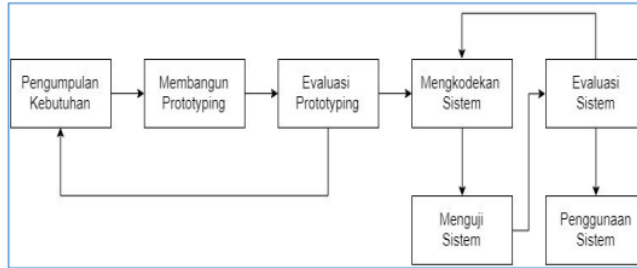 Pengumpulan
Kebutuhan
Membangun
Prototyping
Evaluasi
Prototyping
Mengkodekan
Sistem
Evaluasi
Sistem
Menguji
Sistem
Penggunaan
Sistem